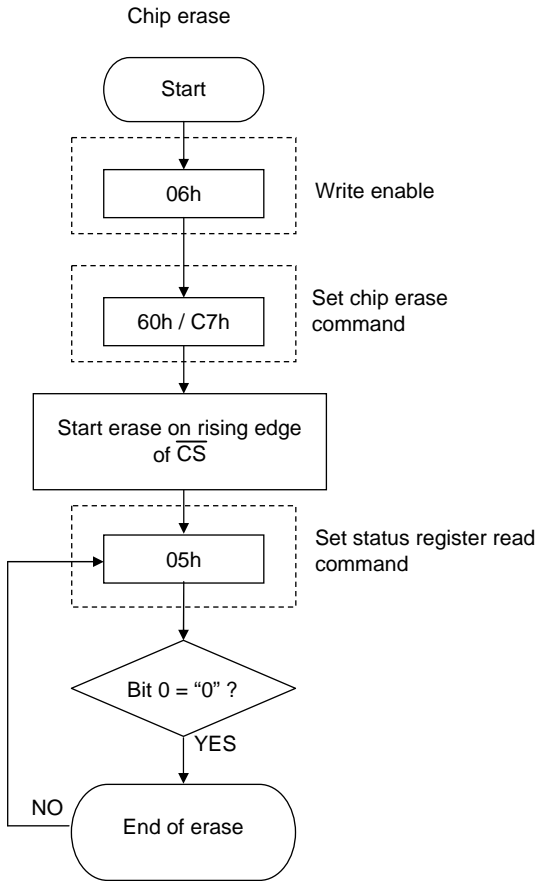 Chip erase
Start
06h
Write enable
60h / C7h
Set chip erase
command
Start erase on rising edge
of C̅S̅
05h
Set status register read
command
Bit 0 = “0” ?
YES
NO
End of erase